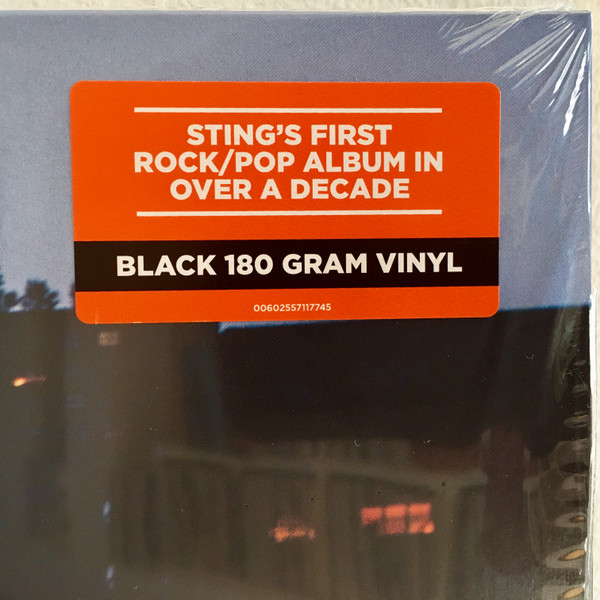 STING'S FIRST
ROCK/POP ALBUM IN
OVER A DECADE
BLACK 180 GRAM VINYL
00602557117745